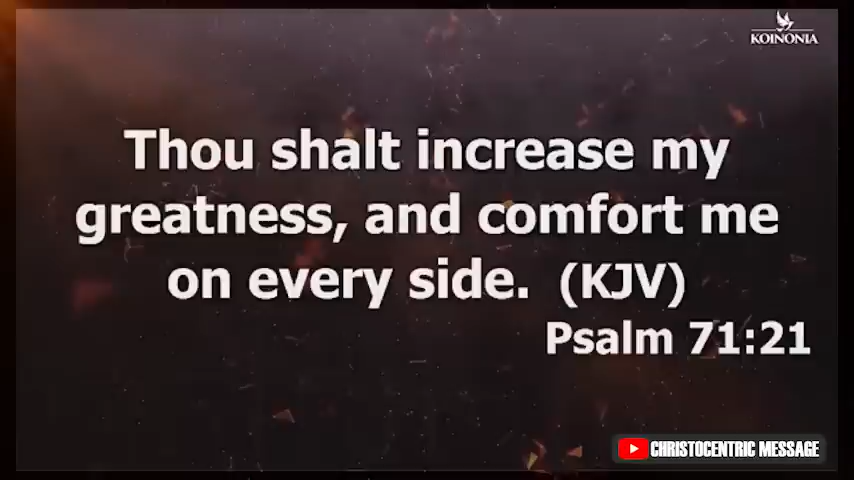 KOINONIA
Thou shalt increase my
greatness, and comfort me
on every side. (KJV)
Psalm 71:21
CHRISTOCENTRIC MESSAGE